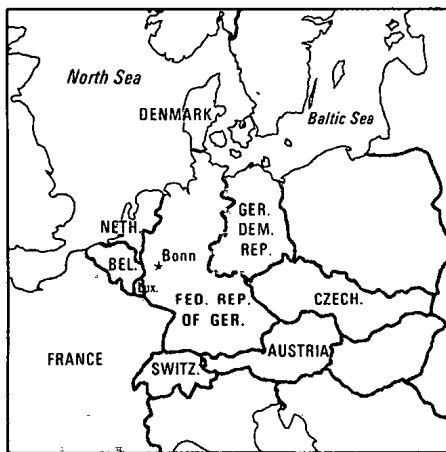 North Sea
DENMARK
Baltic Sea
NETH.
GER.
DEM.
REP.
BEL.
Bonn
Lux.
FED. REP.
OF GER.
CZECH.
FRANCE
SWITZ.
AUSTRIA